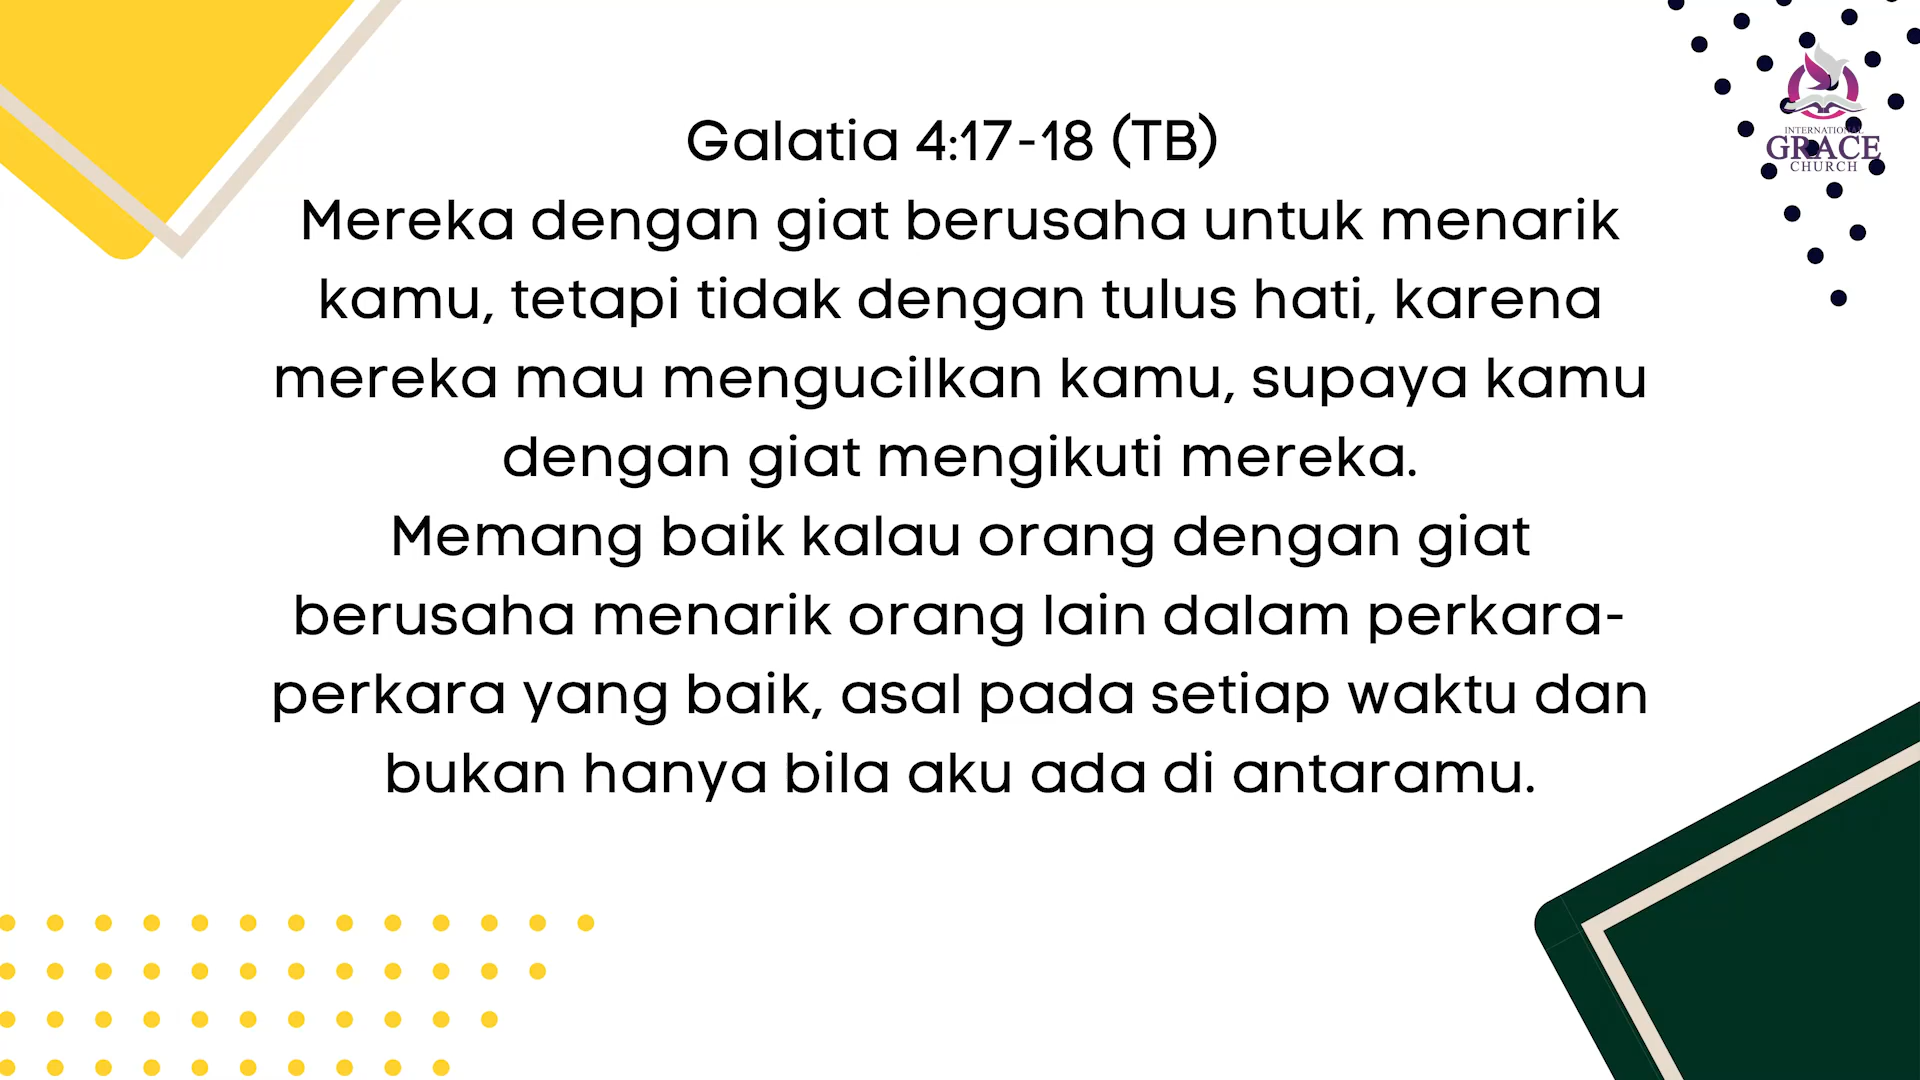 Galatia 4:17-18 (TB)
Mereka dengan giat berusaha untuk menarik
kamu, tetapi tidak dengan tulus hati, karena
mereka mau mengucilkan kamu, supaya kamu
dengan giat mengikuti mereka.
Memang baik kalau orang dengan giat
berusaha menarik orang lain dalam perkara-
perkara yang baik, asal pada setiap waktu dan
bukan hanya bila aku ada di antaramu.
INTERNATIONAL
GRACE
CHURCH